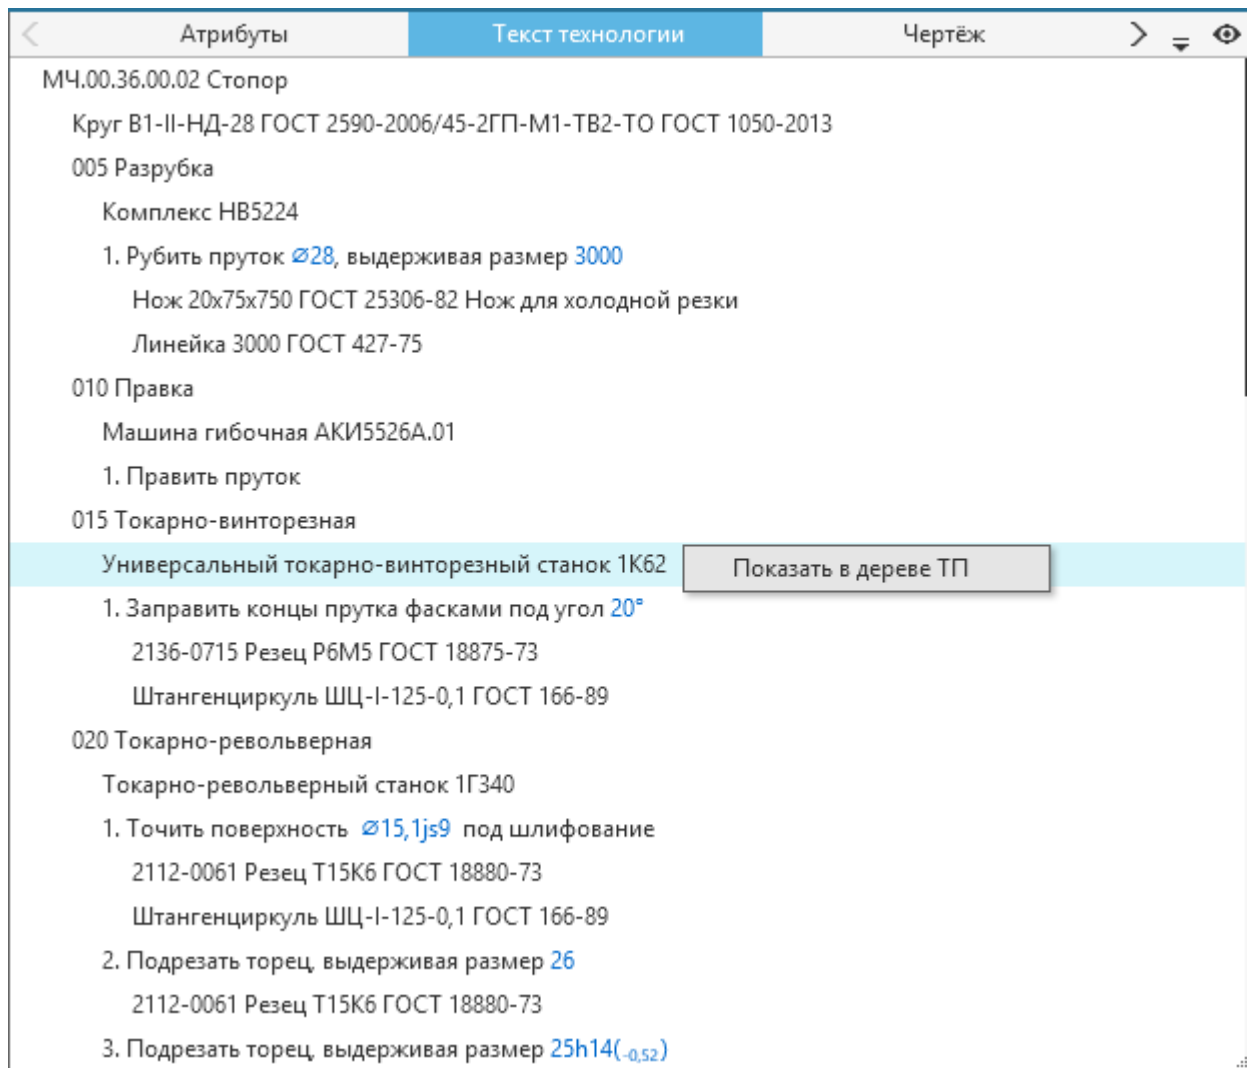 Атрибуты
Текст технологии
Чертёж
МЧ.00.36.00.02 Стопор
Круг В1-II-НД-28 ГОСТ 2590-2006/45-2ГП-М1-ТВ2-ТО ГОСТ 1050-2013
005 Разрубка
Комплекс НВ5224
1. Рубить пруток ⌀28, выдерживая размер 3000
Нож 20х75х750 ГОСТ 25306-82 Нож для холодной резки
Линейка 3000 ГОСТ 427-75
010 Правка
Машина гибочная АКИ5526А.01
1. Править пруток
015 Токарно-винторезная
Универсальный токарно-винторезный станок 1К62
Показать в дереве ТП
1. Заправить концы прутка фасками под угол 20°
2136-0715 Резец Р6М5 ГОСТ 18875-73
Штангенциркуль ШЦ-I-125-0,1 ГОСТ 166-89
020 Токарно-револьверная
Токарно-револьверный станок 1Г340
1. Точить поверхность ⌀15,1js9 под шлифование
2112-0061 Резец Т15К6 ГОСТ 18880-73
Штангенциркуль ШЦ-I-125-0,1 ГОСТ 166-89
2. Подрезать торец, выдерживая размер 26
2112-0061 Резец Т15К6 ГОСТ 18880-73
3. Подрезать торец, выдерживая размер 25h14(-0,52)